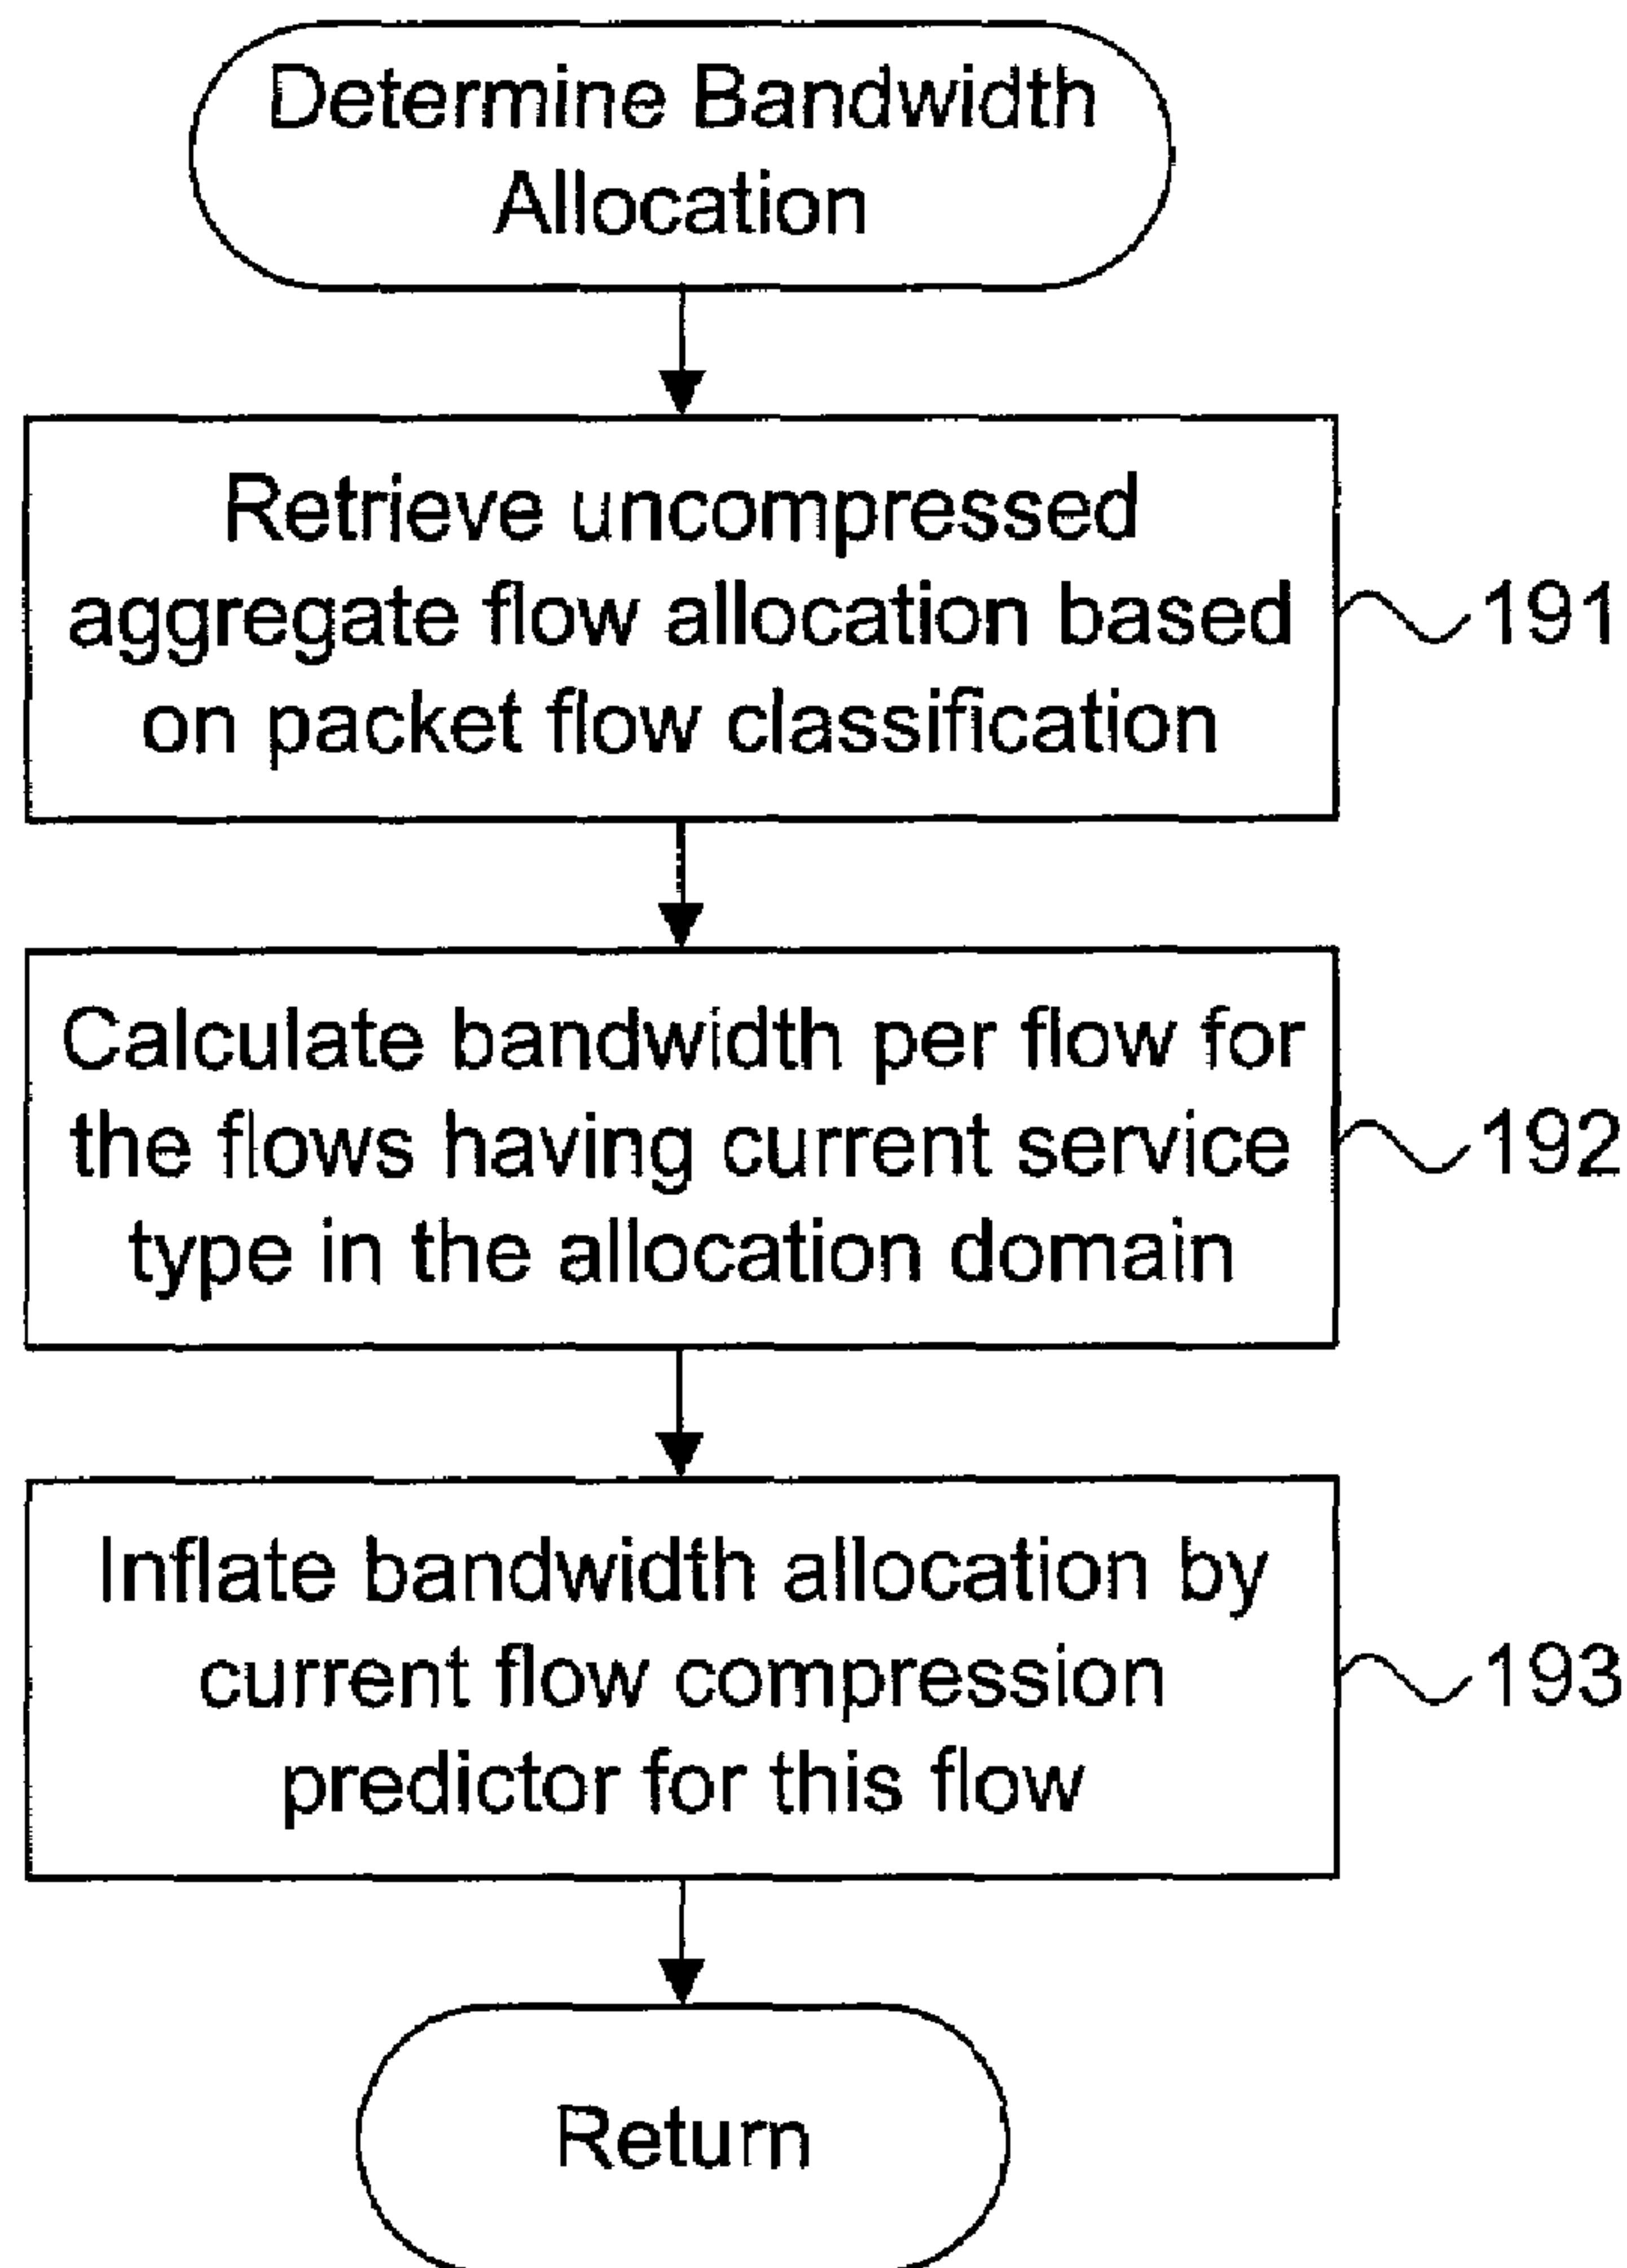 Determine Bandwidth
Allocation
Retrieve uncompressed
aggregate flow allocation based
on packet flow classification
191
Calculate bandwidth per flow for
the flows having current service
type in the allocation domain
192
Inflate bandwidth allocation by
current flow compression
predictor for this flow
193
Return